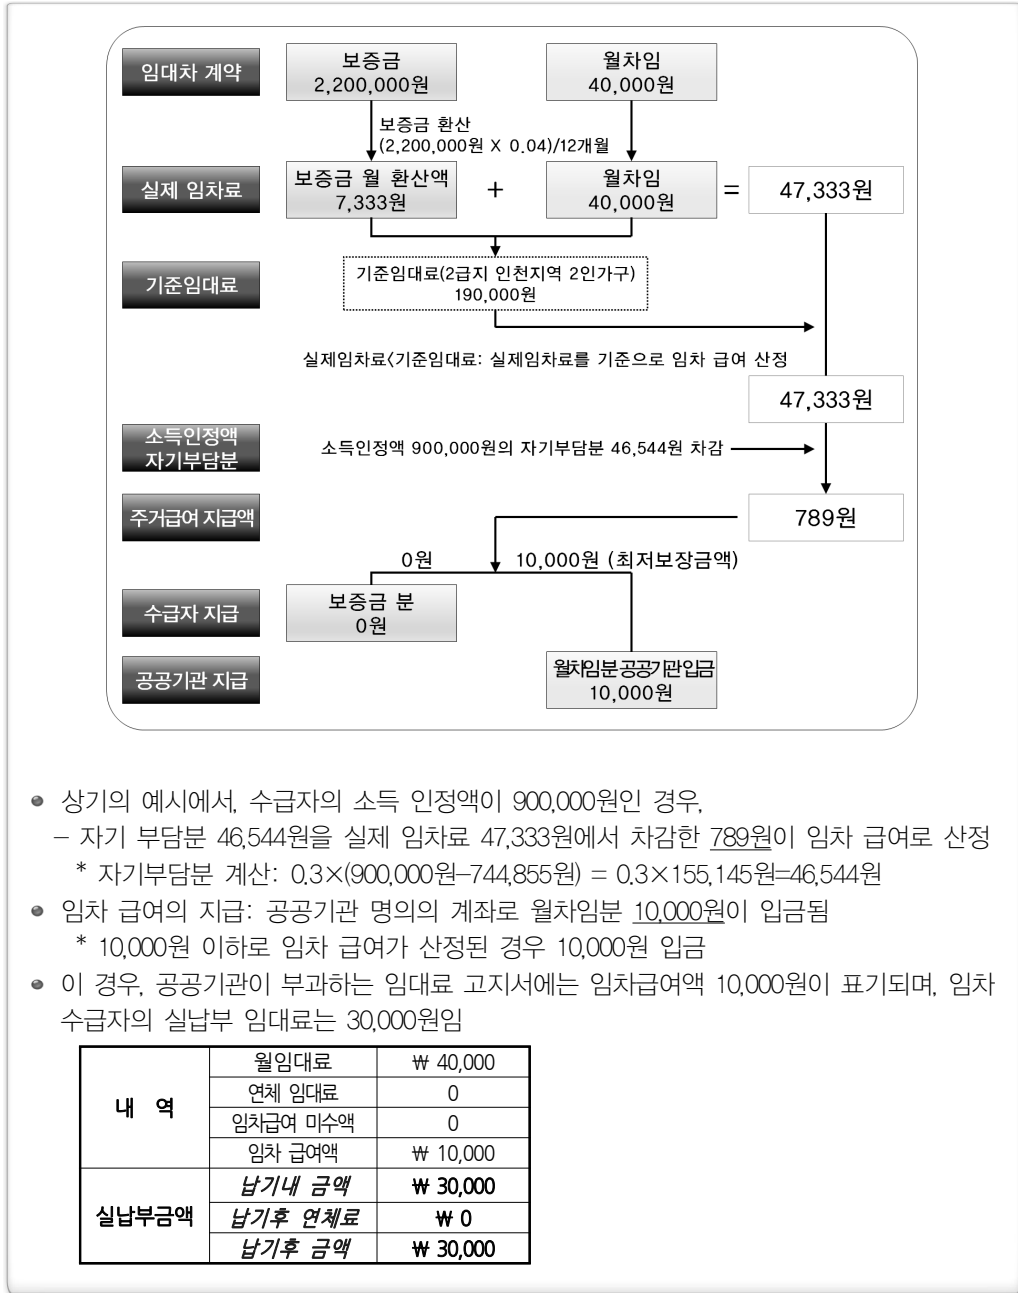 임대차 계약
보증금
2,200,000원
월차임
40,000원
보증금 환산
(2,200,000원 X 0.04)/12개월
실제 임차료
보증금 월 환산액
7,333원
+
월차임
40,000원
=
47,333원
기준임대료
기준임대료(2급지 인천지역 2인가구)
190,000원
실제임차료<기준임대료: 실제임차료를 기준으로 임차 급여 산정
47,333원
소득인정액
자기부담분
소득인정액 900,000원의 자기부담분 46,544원 차감
주거급여 지급액
789원
0원
10,000원 (최저보장금액)
수급자 지급
보증금 분
0원
공공기관 지급
월차임분 공공기관 입금
10,000원
상기의 예시에서, 수급자의 소득 인정액이 900,000원인 경우,
– 자기 부담분 46,544원을 실제 임차료 47,333원에서 차감한 789원이 임차 급여로 산정
* 자기부담분 계산: 0.3×(900,000원–744,855원) = 0.3×155,145원=46,544원
임차 급여의 지급: 공공기관 명의의 계좌로 월차임분 10,000원이 입금됨
* 10,000원 이하로 임차 급여가 산정된 경우 10,000원 입금
이 경우, 공공기관이 부과하는 임대료 고지서에는 임차급여액 10,000원이 표기되며, 임차
수급자의 실납부 임대료는 30,000원임
내 역
월임대료 ₩ 40,000
연체 임대료 0
임차급여 미수액 0
임차 급여액 ₩ 10,000
실납부금액
납기내 금액 ₩ 30,000
납기후 연체료 ₩ 0
납기후 금액 ₩ 30,000